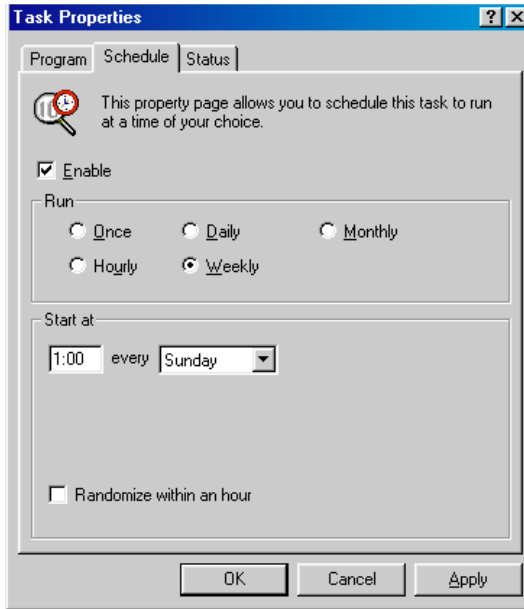 Task Properties
Program Schedule Status
This property page allows you to schedule this task to run
at a time of your choice.
Enable
Run
Once Daily Monthly
Hourly Weekly
Start at
1:00 every Sunday
Randomize within an hour
OK Cancel Apply